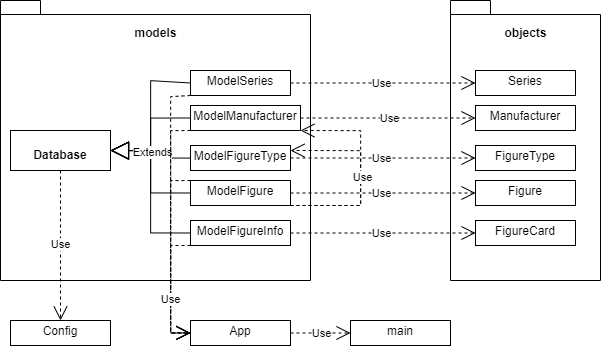 models
objects
ModelSeries
Use
Series
ModelManufacturer
Use
Manufacturer
Database
Extends
ModelFigureType
Use
FigureType
Use
ModelFigure
Use
Figure
ModelFigureInfo
Use
FigureCard
Use
Use
Config
App
Use
main